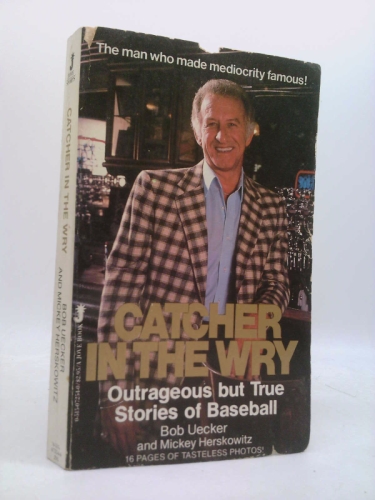 The man who made mediocrity famous!
CATCHER
IN THE WRY
Outrageous but True
Stories of Baseball
Bob Uecker
and Mickey Herskowitz
16 PAGES OF TASTELESS PHOTOS!
CATCHER IN THE WRY
BOB UECKER
AND MICKEY HERSKOWITZ